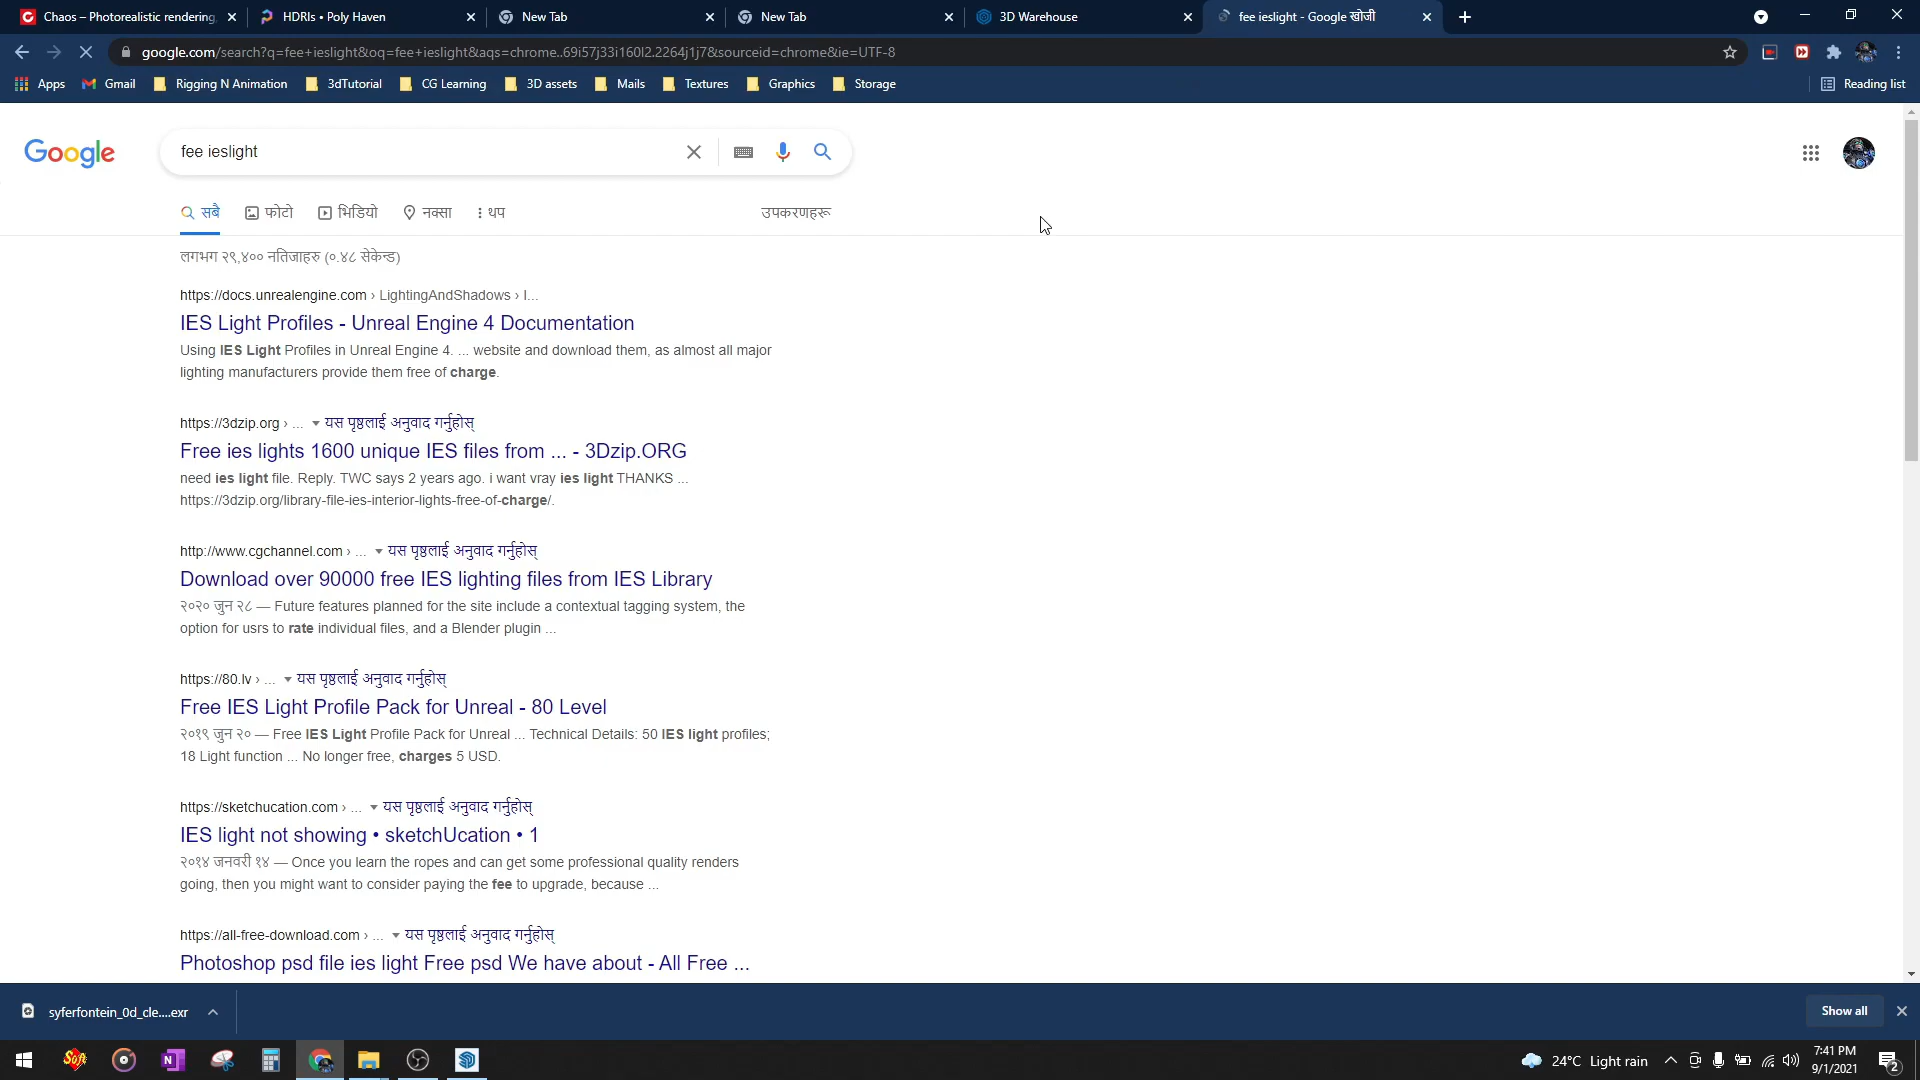 Chaos – Photorealistic rendering,
HDRIs • Poly Haven
New Tab
New Tab
3D Warehouse
fee ieslight - Google खोजी
google.com/search?q=fee+ieslight&oq=fee+ieslight&aqs=chrome..69i57j33i160l2.2264j1j7&sourceid=chrome&ie=UTF-8
Apps Gmail Rigging N Animation 3dTutorial CG Learning 3D assets Mails Textures Graphics Storage Reading list
Google
fee ieslight
सबै फोटो भिडियो नक्सा थप उपकरणहरू
लगभग २९,४०० नतिजाहरु (०.४८ सेकेन्ड)
https://docs.unrealengine.com › LightingAndShadows › I...
IES Light Profiles - Unreal Engine 4 Documentation
Using IES Light Profiles in Unreal Engine 4. ... website and download them, as almost all major
lighting manufacturers provide them free of charge.
https://3dzip.org › ... यस पृष्ठलाई अनुवाद गर्नुहोस्
Free ies lights 1600 unique IES files from ... - 3Dzip.ORG
need ies light file. Reply. TWC says 2 years ago. i want vray ies light THANKS ...
https://3dzip.org/library-file-ies-interior-lights-free-of-charge/.
http://www.cgchannel.com › ... यस पृष्ठलाई अनुवाद गर्नुहोस्
Download over 90000 free IES lighting files from IES Library
२०२० जुन २८ — Future features planned for the site include a contextual tagging system, the
option for usrs to rate individual files, and a Blender plugin ...
https://80.lv › ... यस पृष्ठलाई अनुवाद गर्नुहोस्
Free IES Light Profile Pack for Unreal - 80 Level
२०१९ जुन २० — Free IES Light Profile Pack for Unreal ... Technical Details: 50 IES light profiles;
18 Light function ... No longer free, charges 5 USD.
https://sketchucation.com › ... यस पृष्ठलाई अनुवाद गर्नुहोस्
IES light not showing • sketchUcation • 1
२०१४ जनवरी १४ — Once you learn the ropes and can get some professional quality renders
going, then you might want to consider paying the fee to upgrade, because ...
https://all-free-download.com › ... यस पृष्ठलाई अनुवाद गर्नुहोस्
Photoshop psd file ies light Free psd We have about - All Free ...
syferfontein_0d_cle....exr
Show all
24°C Light rain
7:41 PM
9/1/2021
2